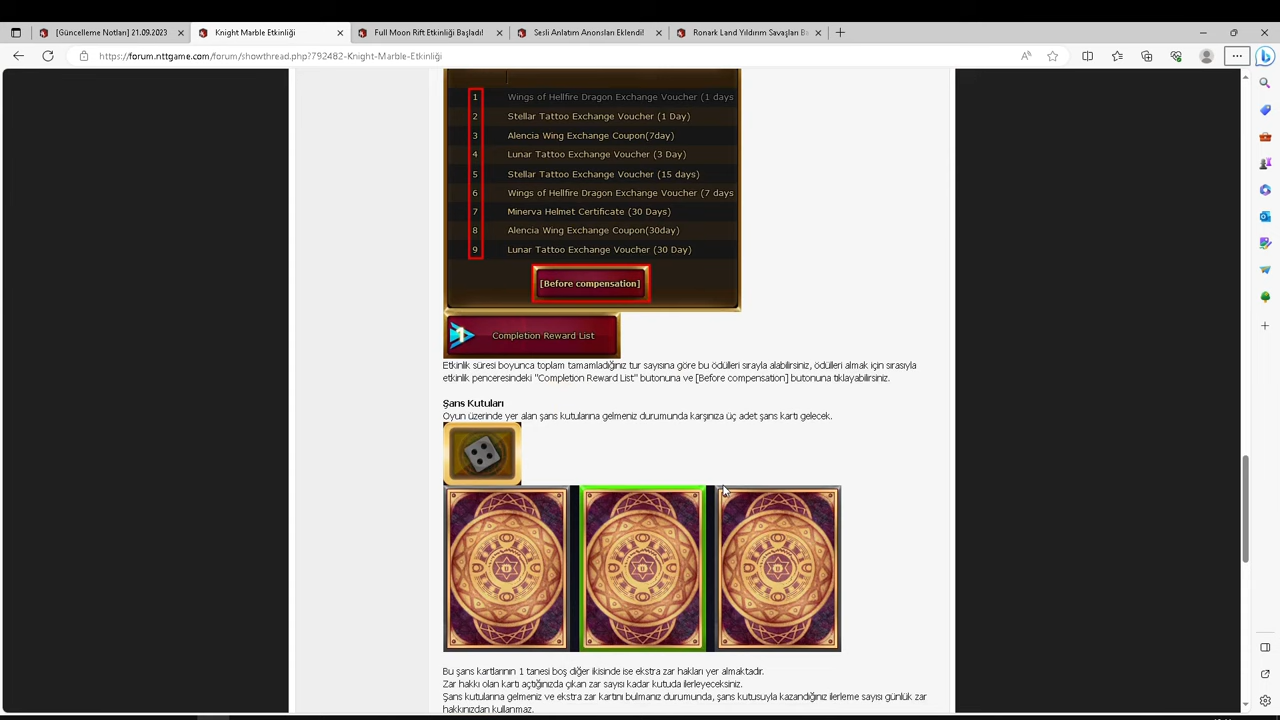 [Güncelleme Notları] 21.09.2023
Knight Marble Etkinliği
Full Moon Rift Etkinliği Başladı!
Sesli Anlatım Anonsları Eklendi!
Ronark Land Yıldırım Savaşları Ba
https://forum.nttgame.com/forum/showthread.php?792482-Knight-Marble-Etkinliği
1 Wings of Hellfire Dragon Exchange Voucher (1 days
2 Stellar Tattoo Exchange Voucher (1 Day)
3 Alencia Wing Exchange Coupon(7day)
4 Lunar Tattoo Exchange Voucher (3 Day)
5 Stellar Tattoo Exchange Voucher (15 days)
6 Wings of Hellfire Dragon Exchange Voucher (7 days
7 Minerva Helmet Certificate (30 Days)
8 Alencia Wing Exchange Coupon(30day)
9 Lunar Tattoo Exchange Voucher (30 Day)
[Before compensation]
1 Completion Reward List
Etkinlik süresi boyunca toplam tamamladığınız tur sayısına göre bu ödülleri sırayla alabilirsiniz, ödülleri almak için sırasıyla
etkinlik penceresindeki "Completion Reward List" butonuna ve [Before compensation] butonuna tıklayabilirsiniz.
Şans Kutuları
Oyun üzerinde yer alan şans kutularına gelmeniz durumunda karşınıza üç adet şans kartı gelecek.
Bu şans kartlarının 1 tanesi boş diğer ikisinde ise ekstra zar hakları yer almaktadır.
Zar hakkı olan kartı açtığınızda çıkan zar sayısı kadar kutuda ilerleyeceksiniz.
Şans kutularına gelmeniz ve ekstra zar kartını bulmanız durumunda, şans kutusuyla kazandığınız ilerleme sayısı günlük zar
hakkınızdan kullanmaz.